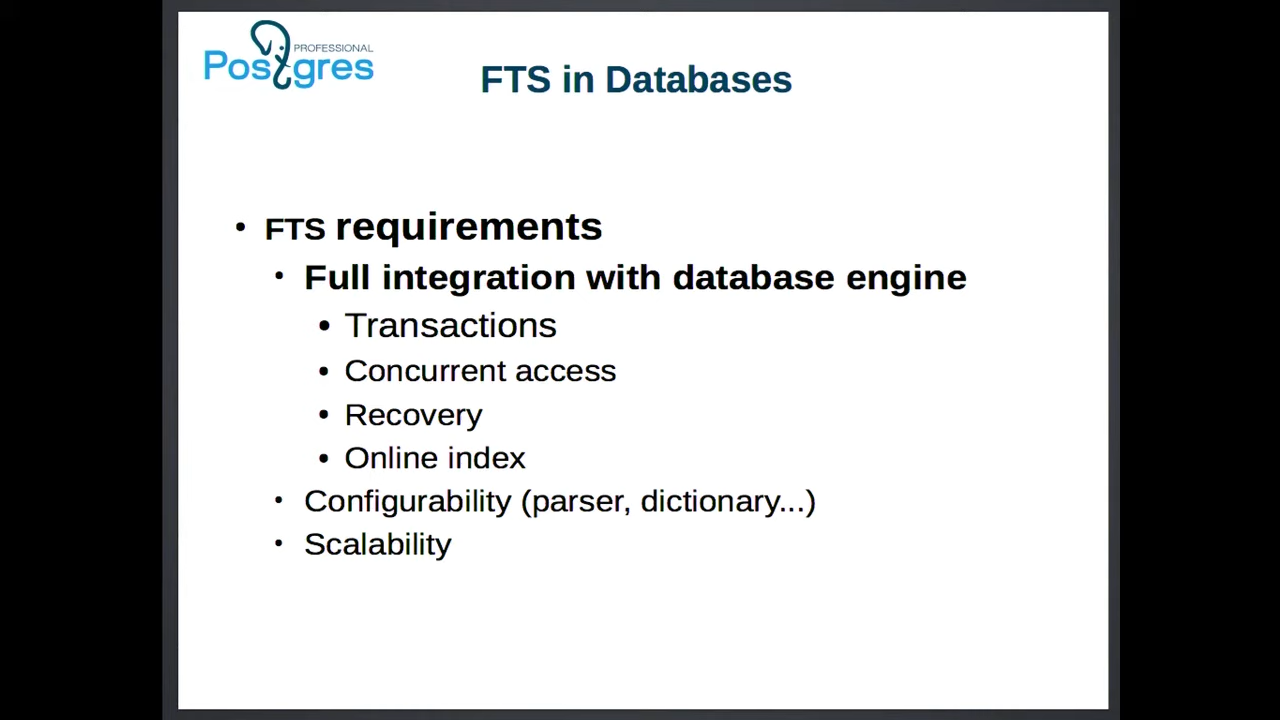 PROFESSIONAL
Postgres
FTS in Databases
• FTS requirements
• Full integration with database engine
• Transactions
• Concurrent access
• Recovery
• Online index
• Configurability (parser, dictionary...)
• Scalability